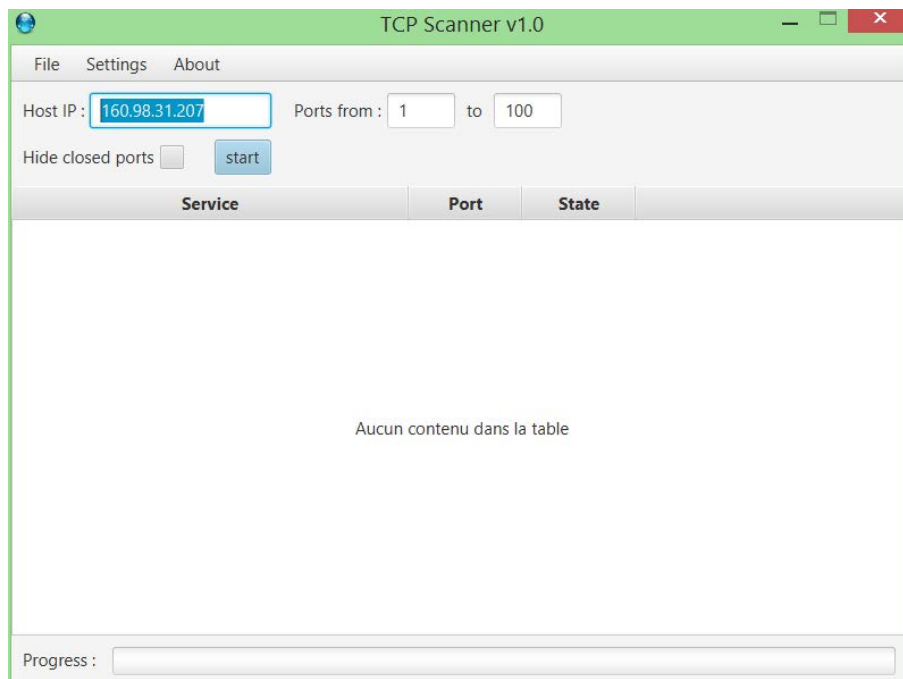 TCP Scanner v1.0
File Settings About
Host IP : 160.98.31.207 Ports from : 1 to 100
Hide closed ports start
Service Port State
Aucun contenu dans la table
Progress :